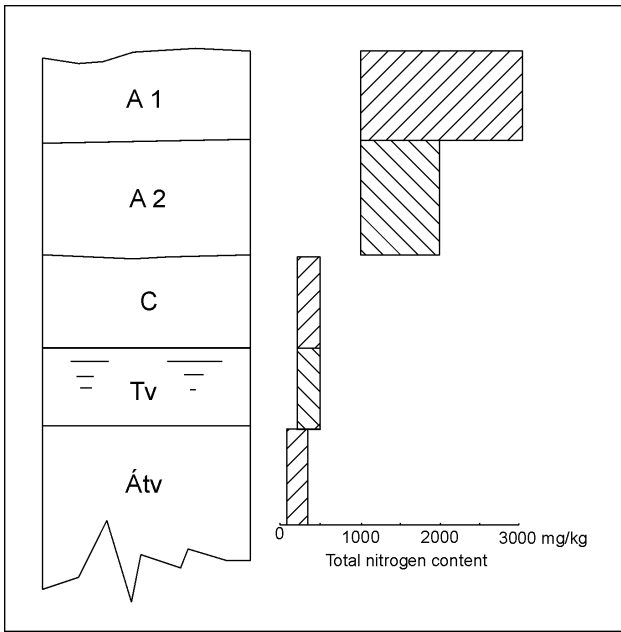 A 1
A 2
C
Tv
Átv
0 1000 2000 3000 mg/kg
Total nitrogen content